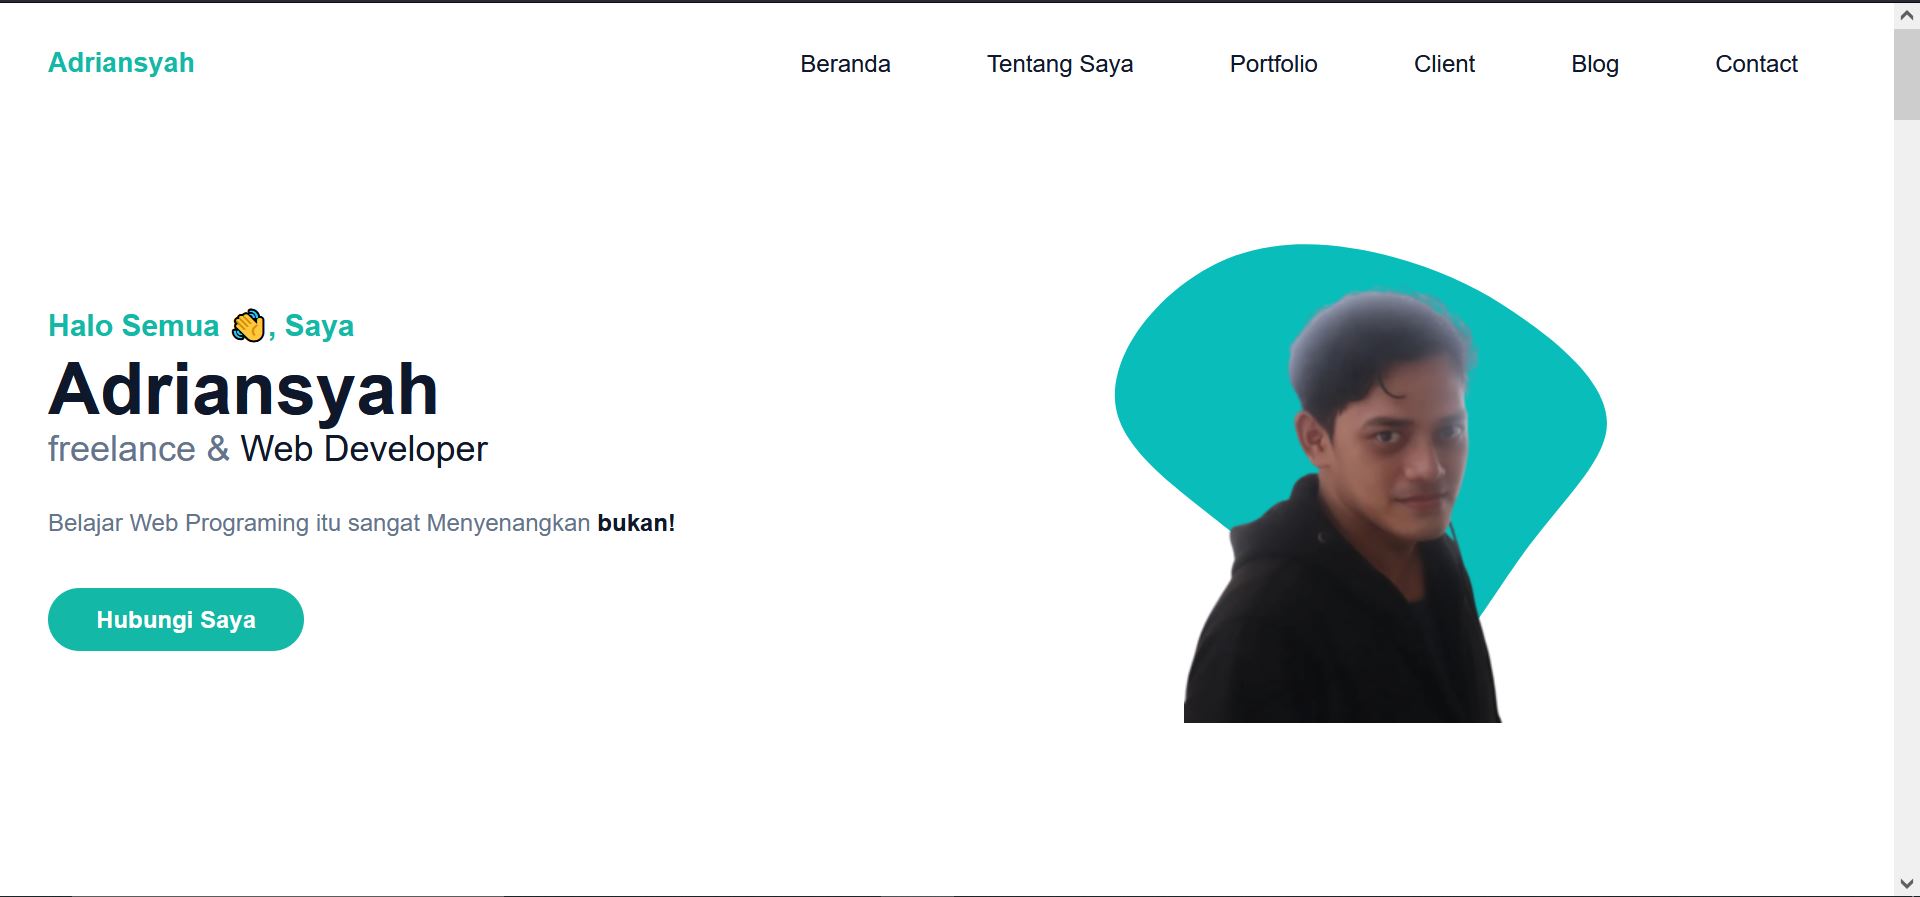 Adriansyah
Beranda Tentang Saya Portfolio Client Blog Contact
Halo Semua 👋, Saya
Adriansyah
freelance & Web Developer
Belajar Web Programing itu sangat Menyenangkan bukan!
Hubungi Saya